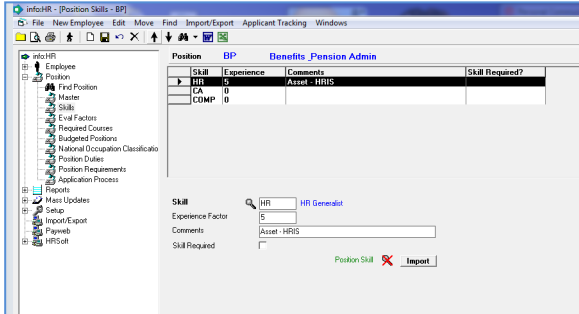 info:HR - [Position Skills - BP]
File New Employee Edit Move Find Import/Export Applicant Tracking Windows
info:HR
Employee
Position
Find Position
Master
Skills
Eval Factors
Required Courses
Budgeted Positions
National Occupation Classificatio
Position Duties
Position Requirements
Application Process
Reports
Mass Updates
Setup
Import/Export
Payweb
HRSoft
Position BP Benefits_Pension Admin
Skill Experience Comments Skill Required?
HR 5 Asset - HRIS
CA 0
COMP 0
Skill HR HR Generalist
Experience Factor 5
Comments Asset - HRIS
Skill Required
Position Skill Import